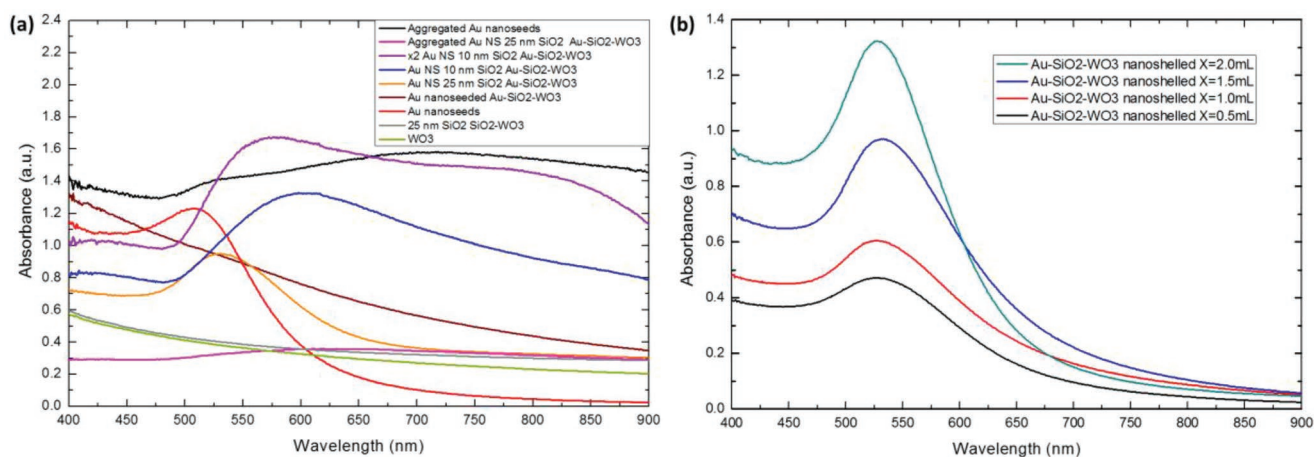 (a)
2.4
2.2
2.0
1.8
1.6
1.4
1.2
1.0
0.8
0.6
0.4
0.2
0.0
Absorbance (a.u.)
Aggregated Au nanoseeds
Aggregated Au NS 25 nm SiO2 Au-SiO2-WO3
x2 Au NS 10 nm SiO2 Au-SiO2-WO3
Au NS 10 nm SiO2 Au-SiO2-WO3
Au NS 25 nm SiO2 Au-SiO2-WO3
Au nanoseeded Au-SiO2-WO3
Au nanoseeds
25 nm SiO2 SiO2-WO3
WO3
400 450 500 550 600 650 700 750 800 850 900
Wavelength (nm)
(b)
1.4
1.2
1.0
0.8
0.6
0.4
0.2
0.0
Absorbance (a.u.)
Au-SiO2-WO3 nanoshelled X=2.0mL
Au-SiO2-WO3 nanoshelled X=1.5mL
Au-SiO2-WO3 nanoshelled X=1.0mL
Au-SiO2-WO3 nanoshelled X=0.5mL
400 450 500 550 600 650 700 750 800 850 900
Wavelength (nm)